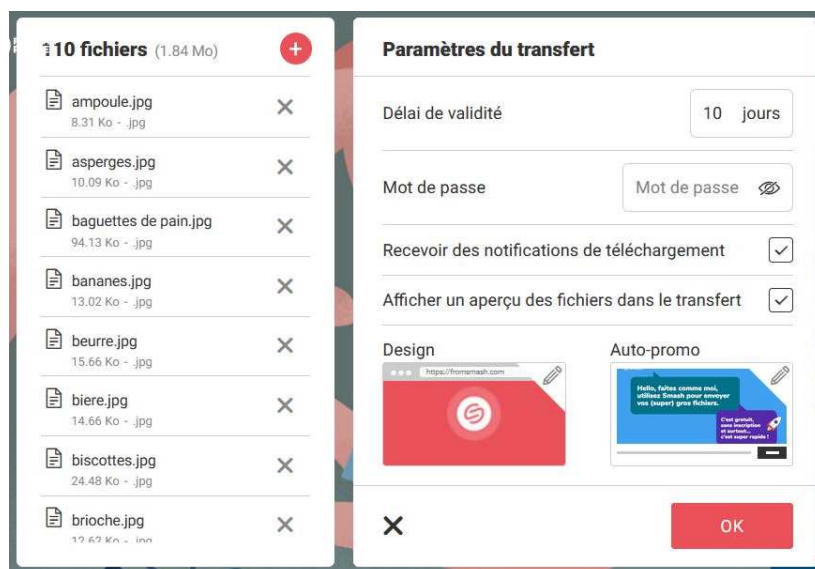 110 fichiers (1.84 Mo)
ampoule.jpg
8.31 Ko - .jpg
asperges.jpg
10.09 Ko - .jpg
baguettes de pain.jpg
94.13 Ko - .jpg
bananes.jpg
13.02 Ko - .jpg
beurre.jpg
15.66 Ko - .jpg
biere.jpg
14.66 Ko - .jpg
biscottes.jpg
24.48 Ko - .jpg
brioche.jpg
12.62 Ko - .jpg
Paramètres du transfert
Délai de validité
10 jours
Mot de passe
Mot de passe
Recevoir des notifications de téléchargement
Afficher un aperçu des fichiers dans le transfert
Design
Auto-promo
https://fromsmash.com
Hello, faites comme moi,
utilisez Smash pour envoyer
vos (super) gros fichiers.
C'est gratuit,
sans inscription
et surtout...
c'est super rapide !
OK